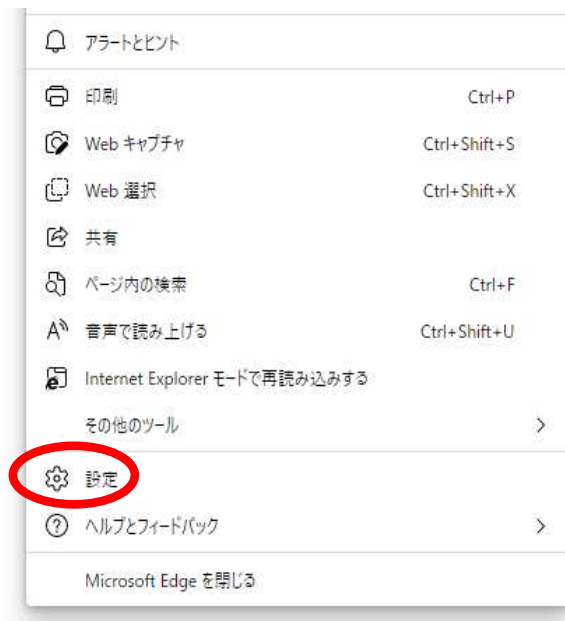 アラートとヒント
印刷 Ctrl+P
Web キャプチャ Ctrl+Shift+S
Web 選択 Ctrl+Shift+X
共有
ページ内の検索 Ctrl+F
音声で読み上げる Ctrl+Shift+U
Internet Explorer モードで再読み込みする
その他のツール
設定
ヘルプとフィードバック
Microsoft Edge を閉じる